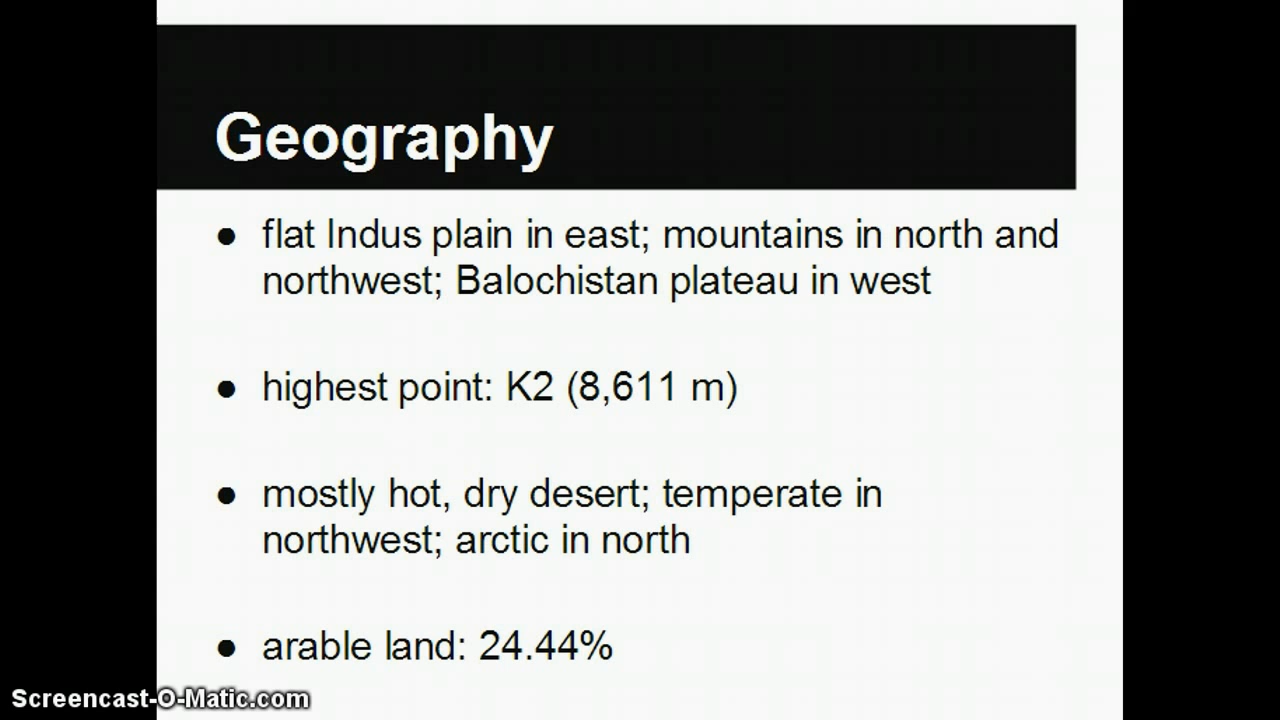 Geography
● flat Indus plain in east; mountains in north and
northwest; Balochistan plateau in west
● highest point: K2 (8,611 m)
● mostly hot, dry desert; temperate in
northwest; arctic in north
● arable land: 24.44%
Screencast-O-Matic.com